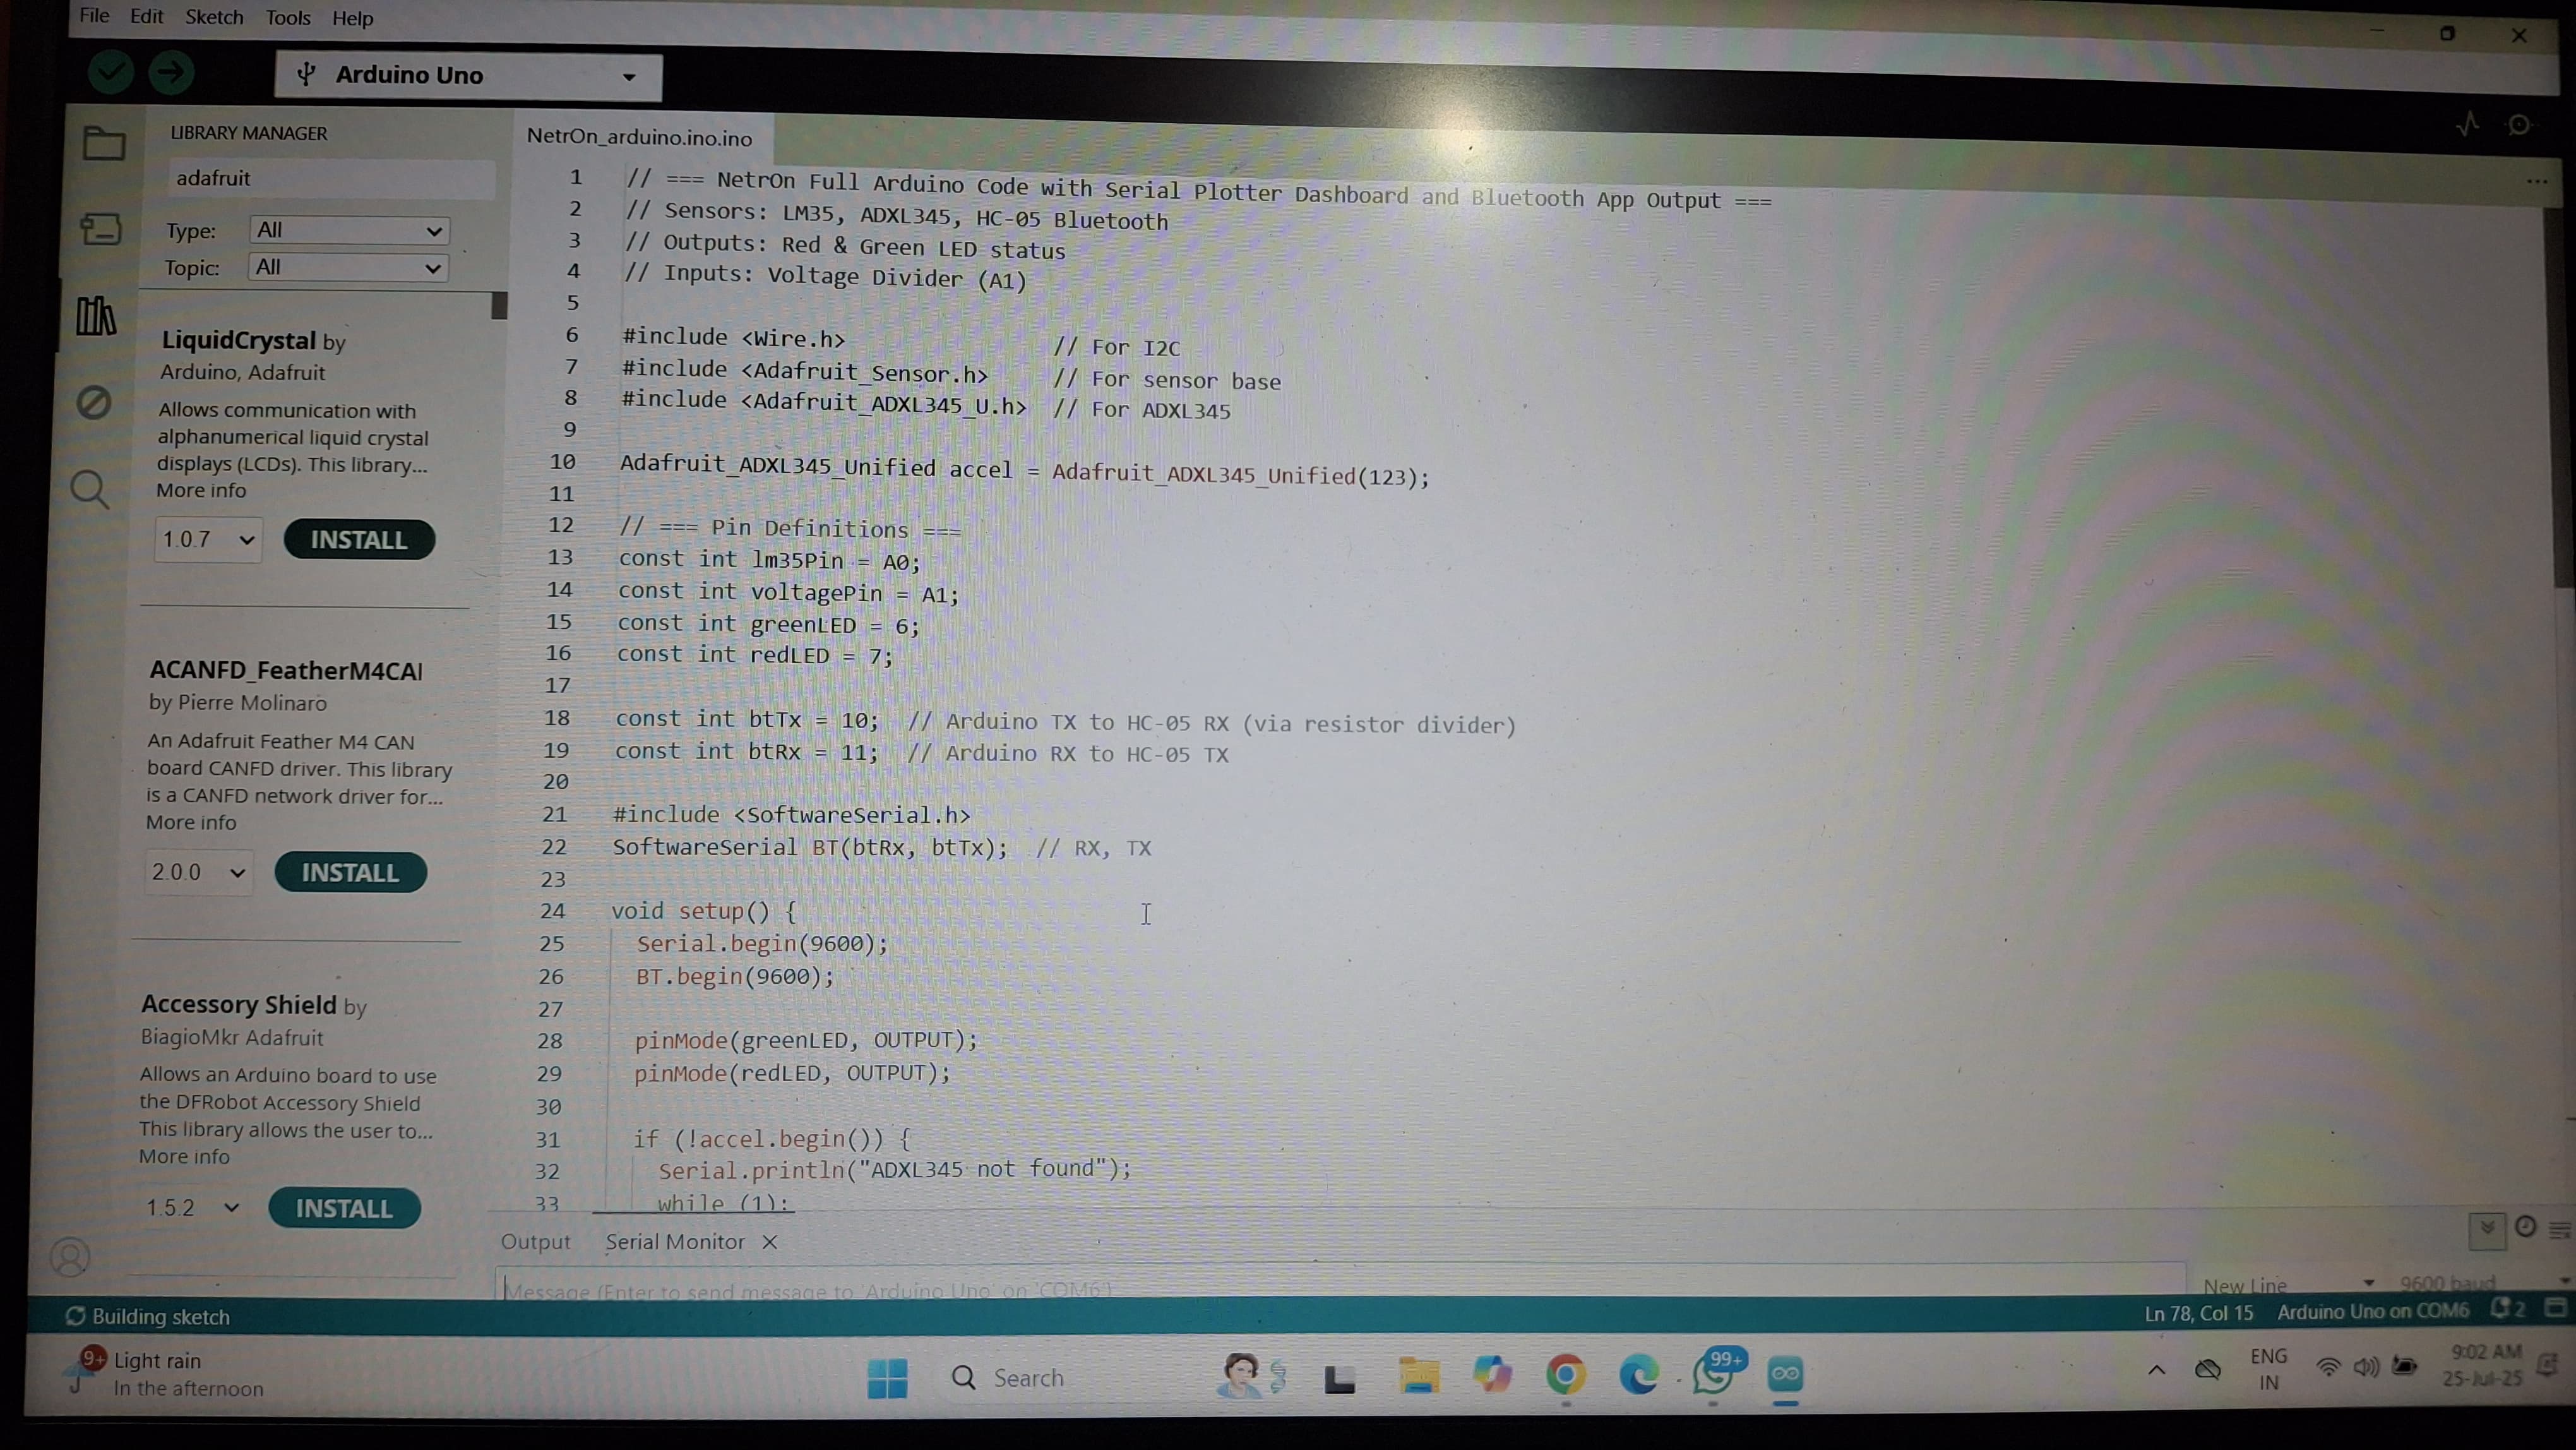 File Edit Sketch Tools Help
Arduino Uno
LIBRARY MANAGER
adafruit
Type: All
Topic: All
LiquidCrystal by
Arduino, Adafruit
Allows communication with
alphanumerical liquid crystal
displays (LCDs). This library...
More info
1.0.7 INSTALL
ACANFD_FeatherM4CAI
by Pierre Molinaro
An Adafruit Feather M4 CAN
board CANFD driver. This library
is a CANFD network driver for...
More info
2.0.0 INSTALL
Accessory Shield by
BiagioMkr Adafruit
Allows an Arduino board to use
the DFRobot Accessory Shield
This library allows the user to...
More info
1.5.2 INSTALL
NetrOn_arduino.ino.ino
1 // === NetrOn Full Arduino Code with Serial Plotter Dashboard and Bluetooth App Output ===
2 // Sensors: LM35, ADXL345, HC-05 Bluetooth
3 // Outputs: Red & Green LED status
4 // Inputs: Voltage Divider (A1)
5
6 #include <Wire.h> // For I2C
7 #include <Adafruit_Sensor.h> // For sensor base
8 #include <Adafruit_ADXL345_U.h> // For ADXL345
9
10 Adafruit_ADXL345_Unified accel = Adafruit_ADXL345_Unified(123);
11
12 // === Pin Definitions ===
13 const int lm35Pin = A0;
14 const int voltagePin = A1;
15 const int greenLED = 6;
16 const int redLED = 7;
17
18 const int btTx = 10; // Arduino TX to HC-05 RX (via resistor divider)
19 const int btRx = 11; // Arduino RX to HC-05 TX
20
21 #include <SoftwareSerial.h>
22 SoftwareSerial BT(btRx, btTx); // RX, TX
23
24 void setup() {
25 Serial.begin(9600);
26 BT.begin(9600);
27
28 pinMode(greenLED, OUTPUT);
29 pinMode(redLED, OUTPUT);
30
31 if (!accel.begin()) {
32 Serial.println("ADXL345 not found");
33 while (1);
Output Serial Monitor X
Message (Enter to send message to 'Arduino Uno' on 'COM6')
New Line 9600 baud
Building sketch
Ln 78, Col 15 Arduino Uno on COM6 2
9+ Light rain
In the afternoon
Search
99+
ENG
IN
9:02 AM
25-Jul-25